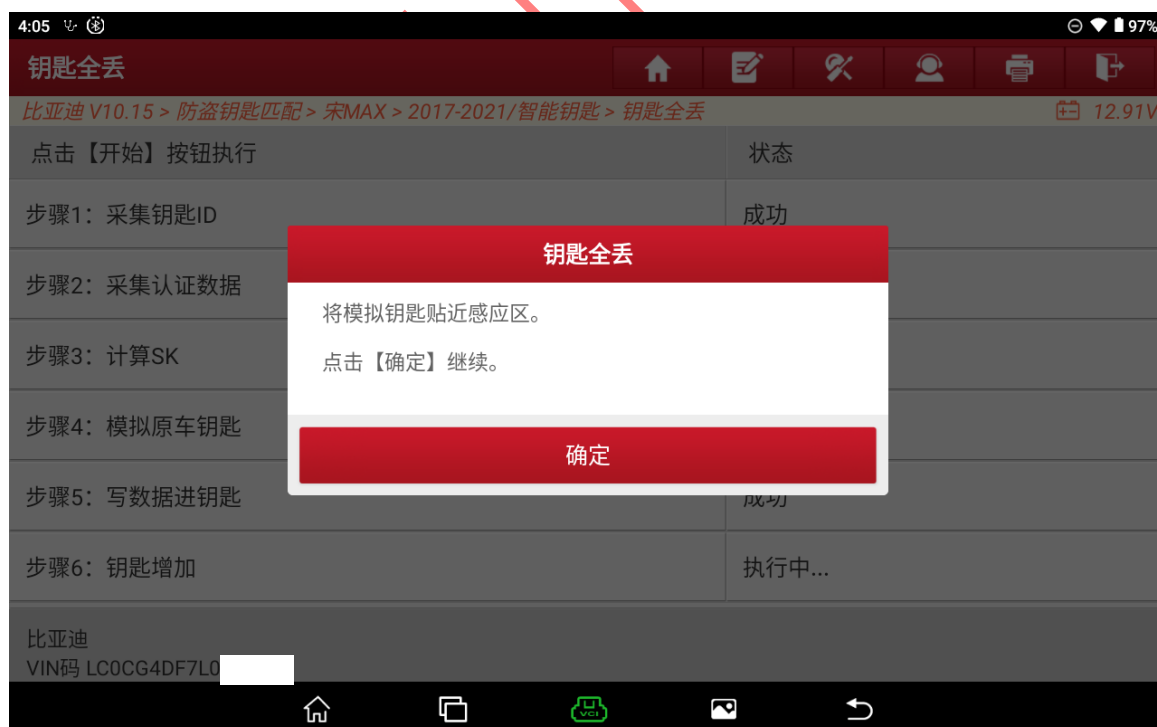 4:05
97%
钥匙全丢
比亚迪 V10.15 > 防盗钥匙匹配 > 宋MAX > 2017-2021/智能钥匙 > 钥匙全丢
12.91V
点击【开始】按钮执行
状态
步骤1：采集钥匙ID
成功
钥匙全丢
步骤2：采集认证数据
将模拟钥匙贴近感应区。
步骤3：计算SK
点击【确定】继续。
步骤4：模拟原车钥匙
确定
步骤5：写数据进钥匙
成功
步骤6：钥匙增加
执行中...
比亚迪
VIN码 LC0CG4DF7L0
VCI